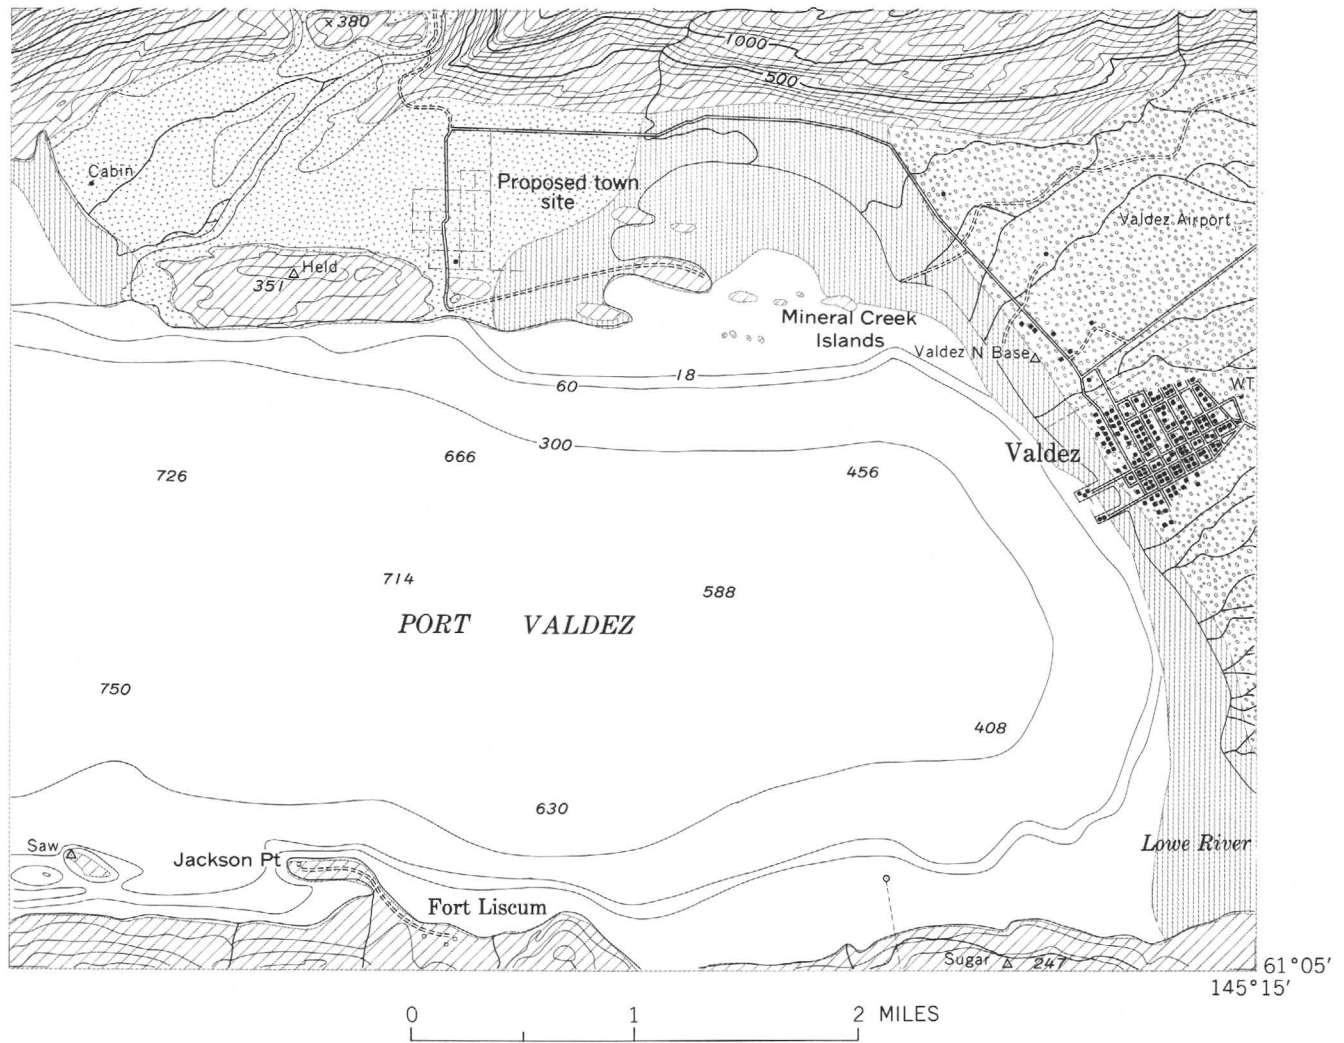 ×380
1000
500
Cabin
Proposed town
site
Valdez Airport
Held
351
Mineral Creek
Islands
Valdez N Base
18
60
WT
300
Valdez
666
456
726
714
588
PORT VALDEZ
750
408
630
Saw
Jackson Pt
Lowe River
Fort Liscum
Sugar 247
61°05′
145°15′
0 1 2 MILES